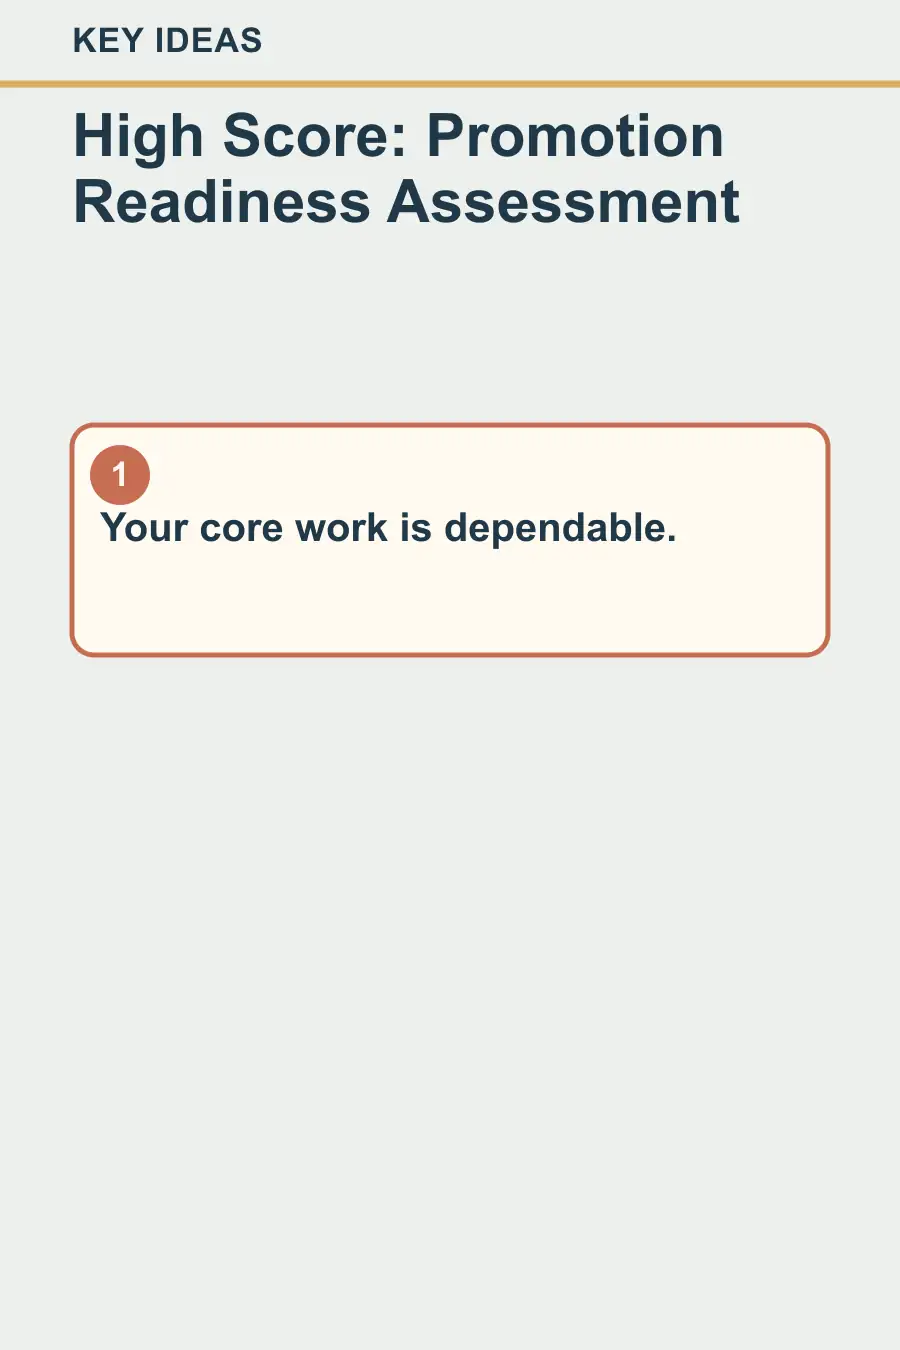 KEY IDEAS
High Score: Promotion
Readiness Assessment
1
Your core work is dependable.